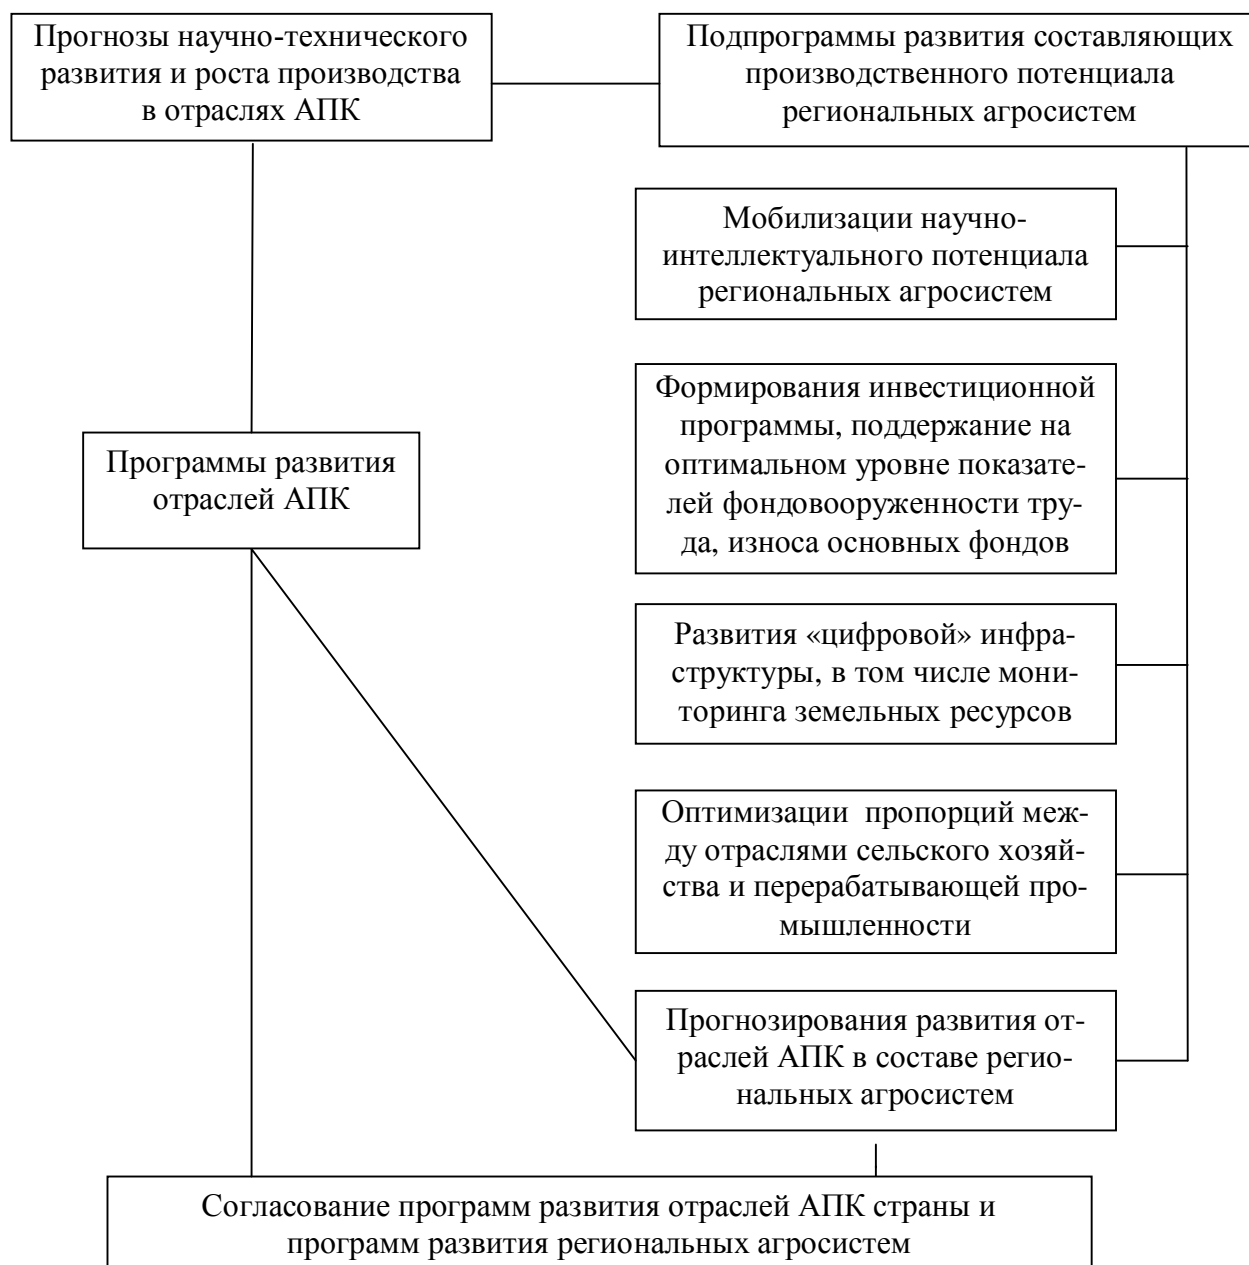 Прогнозы научно-технического
развития и роста производства
в отраслях АПК
Подпрограммы развития составляющих
производственного потенциала
региональных агросистем
Мобилизации научно-
интеллектуального потенциала
региональных агросистем
Формирования инвестиционной
программы, поддержание на
оптимальном уровне показате-
лей фондовооруженности тру-
да, износа основных фондов
Программы развития
отраслей АПК
Развития «цифровой» инфра-
структуры, в том числе мони-
торинга земельных ресурсов
Оптимизации пропорций меж-
ду отраслями сельского хозяй-
ства и перерабатывающей про-
мышленности
Прогнозирования развития от-
раслей АПК в составе регио-
нальных агросистем
Согласование программ развития отраслей АПК страны и
программ развития региональных агросистем